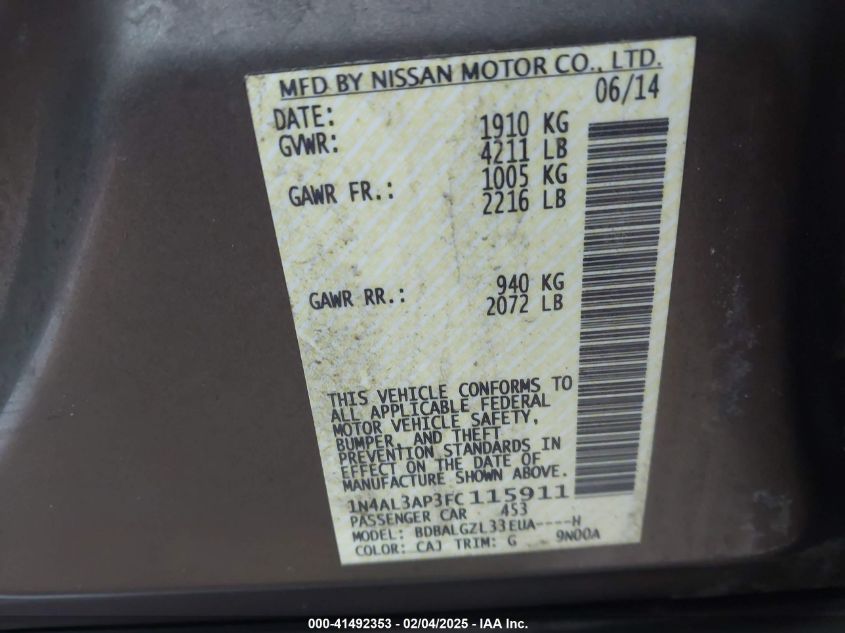 MFD BY NISSAN MOTOR CO., LTD.
DATE: 06/14
GVWR: 1910 KG
4211 LB
GAWR FR.: 1005 KG
2216 LB
GAWR RR.: 940 KG
2072 LB
THIS VEHICLE CONFORMS TO
ALL APPLICABLE FEDERAL
MOTOR VEHICLE SAFETY,
BUMPER, AND THEFT
PREVENTION STANDARDS IN
EFFECT ON THE DATE OF
MANUFACTURE SHOWN ABOVE.
1N4AL3AP3FC115911
PASSENGER CAR 453
MODEL: BDBALGZL33EUA----H
COLOR: CAJ TRIM: G 9N00A
000-41492353 - 02/04/2025 - IAA Inc.